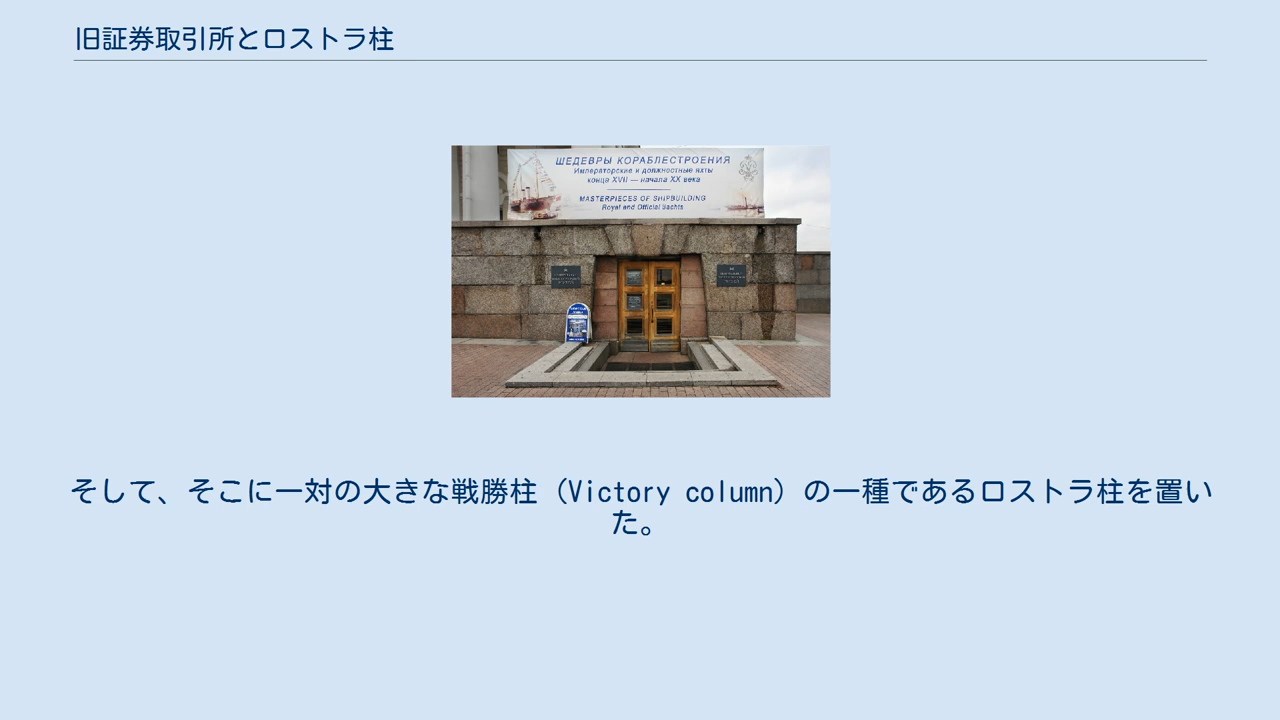 旧証券取引所とロストラ柱
ШЕДЕВРЫ КОРАБЛЕСТРОЕНИЯ
Императорские и должностные яхты
конца XVII — начала XX века
MASTERPIECES OF SHIPBUILDING
Royal and Official Yachts
そして、そこに一対の大きな戦勝柱（Victory column）の一種であるロストラ柱を置い
た。